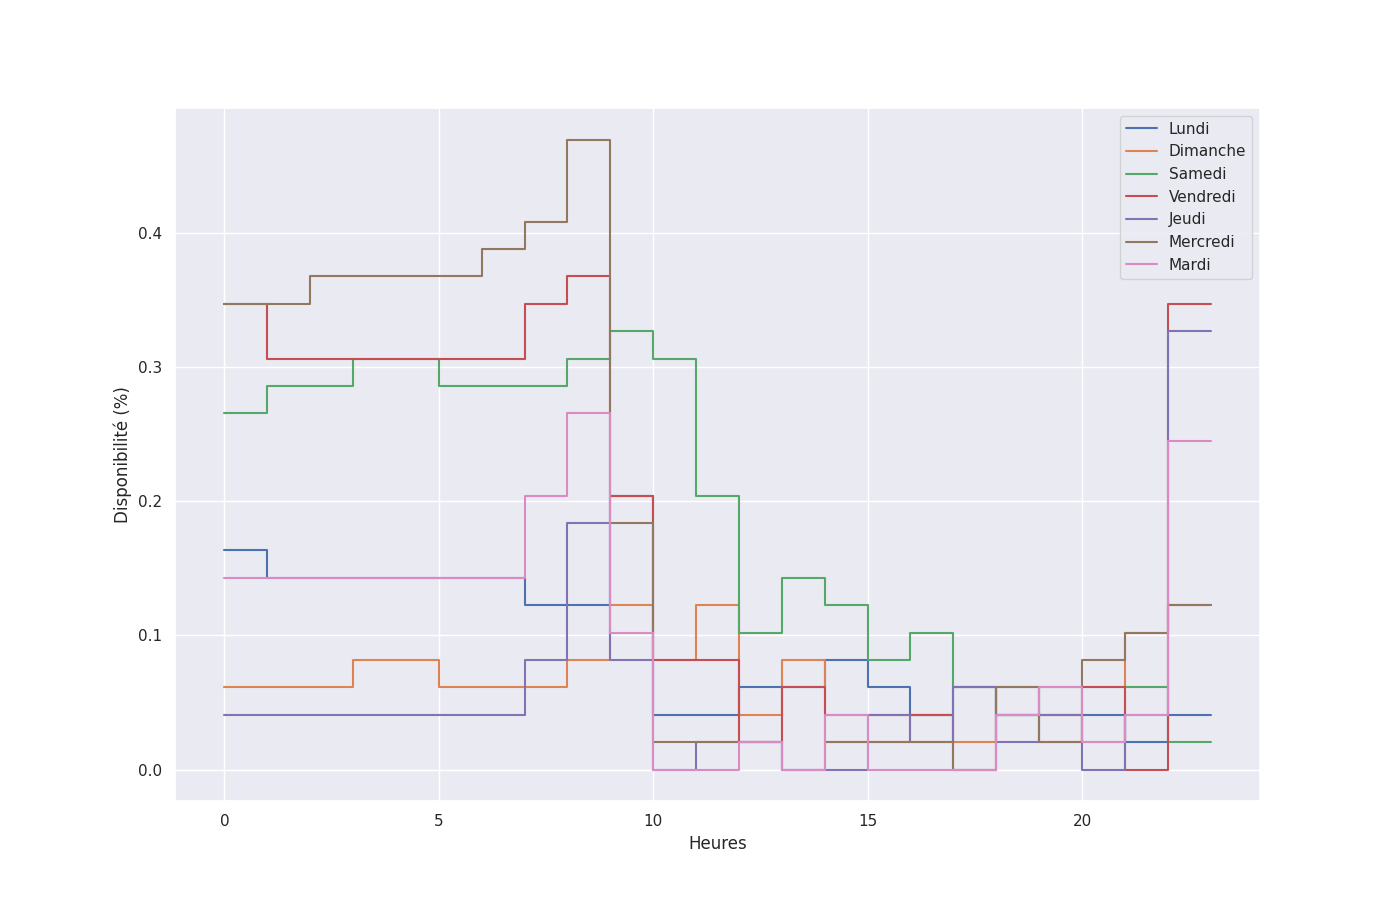 Lundi
Dimanche
Samedi
Vendredi
Jeudi
Mercredi
Mardi
Disponibilité (%)
0.4
0.3
0.2
0.1
0.0
0 5 10 15 20
Heures